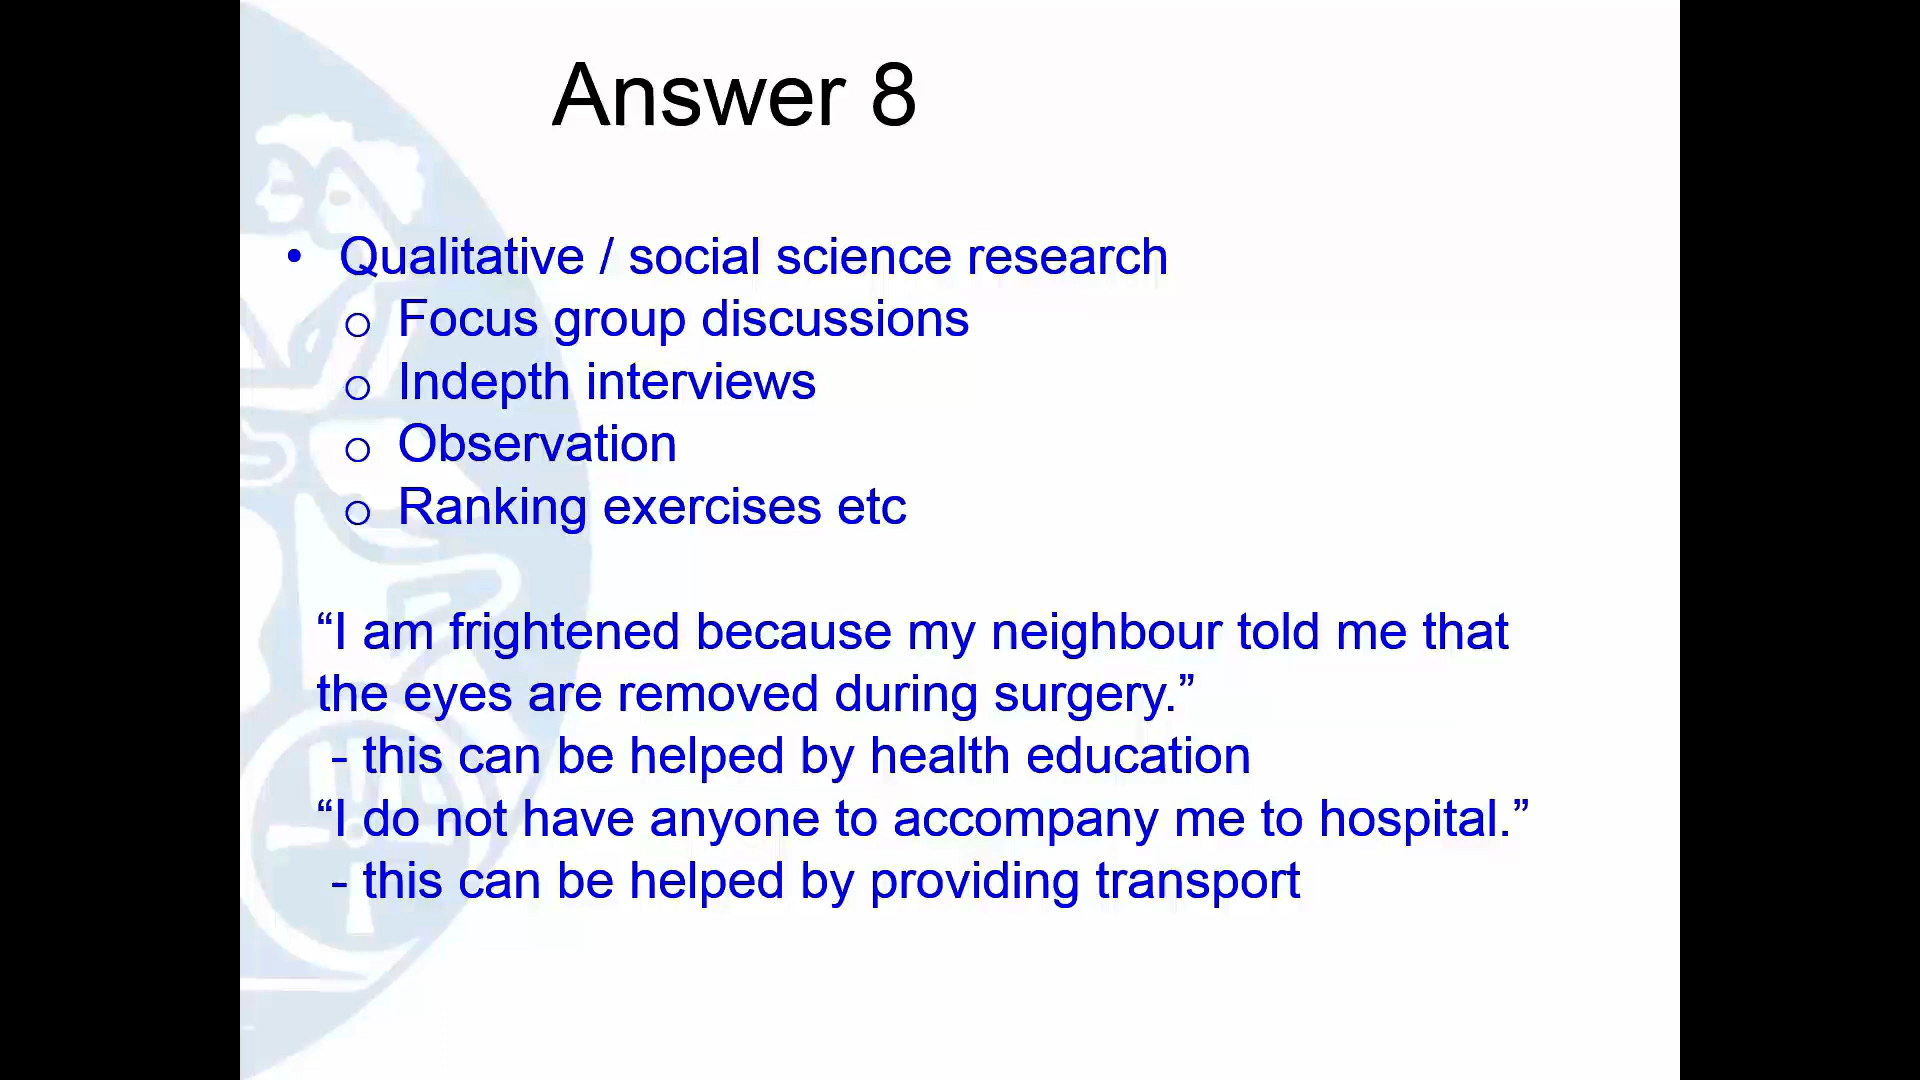 Answer 8
• Qualitative / social science research
o Focus group discussions
o Indepth interviews
o Observation
o Ranking exercises etc
“I am frightened because my neighbour told me that
the eyes are removed during surgery.”
- this can be helped by health education
“I do not have anyone to accompany me to hospital.”
- this can be helped by providing transport